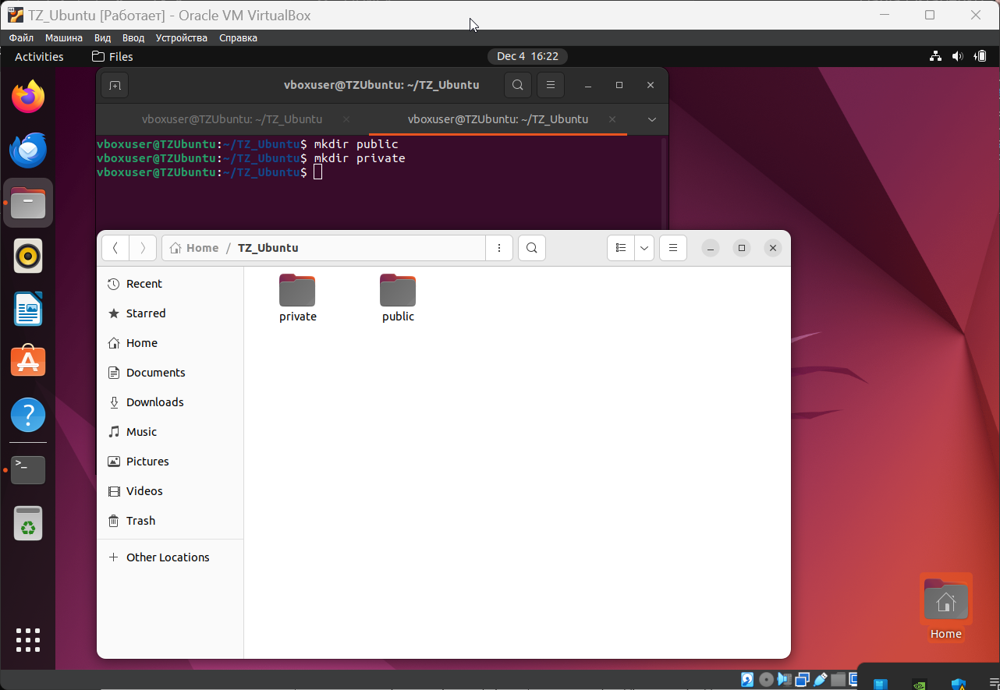 TZ_Ubuntu [Работает] - Oracle VM VirtualBox
Файл Машина Вид Ввод Устройства Справка
Activities Files Dec 4 16:22
vboxuser@TZUbuntu: ~/TZ_Ubuntu
vboxuser@TZUbuntu: ~/TZ_Ubuntu vboxuser@TZUbuntu: ~/TZ_Ubuntu
vboxuser@TZUbuntu:~/TZ_Ubuntu$ mkdir public
vboxuser@TZUbuntu:~/TZ_Ubuntu$ mkdir private
vboxuser@TZUbuntu:~/TZ_Ubuntu$
Home / TZ_Ubuntu
Recent
Starred
Home
Documents
Downloads
Music
Pictures
Videos
Trash
Other Locations
private public
Home